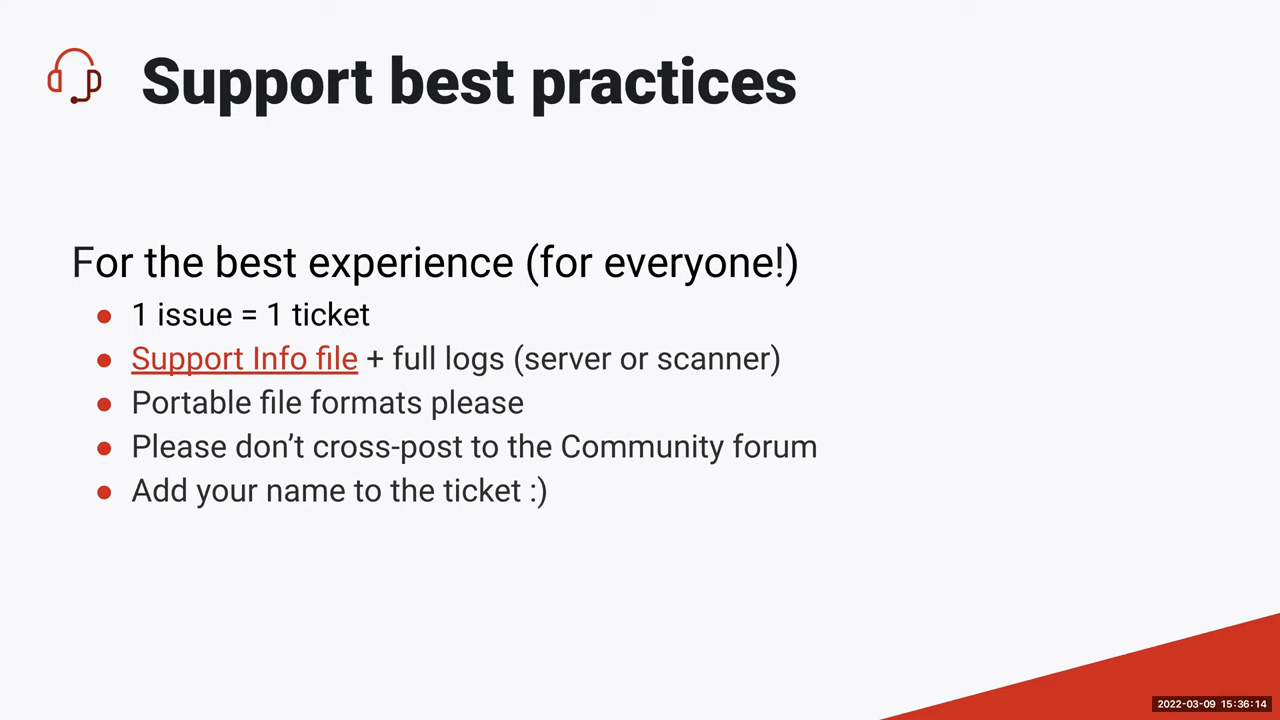 Support best practices
For the best experience (for everyone!)
● 1 issue = 1 ticket
● Support Info file + full logs (server or scanner)
● Portable file formats please
● Please don’t cross-post to the Community forum
● Add your name to the ticket :)
2022-03-09 15:36:14